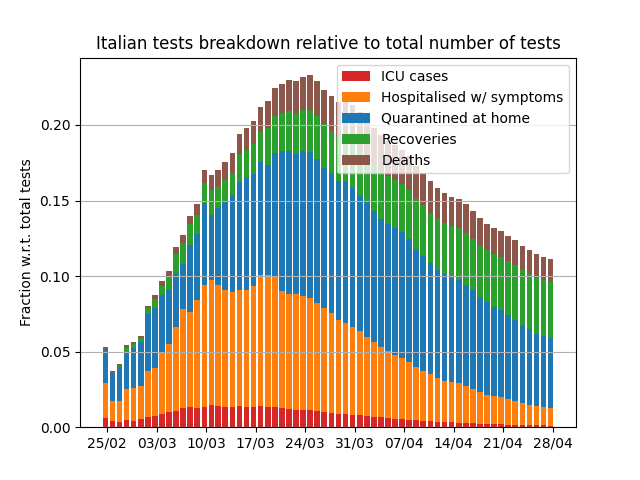 Italian tests breakdown relative to total number of tests
ICU cases
Hospitalised w/ symptoms
Quarantined at home
Recoveries
Deaths
Fraction w.r.t. total tests
0.20
0.15
0.10
0.05
0.00
25/02 03/03 10/03 17/03 24/03 31/03 07/04 14/04 21/04 28/04